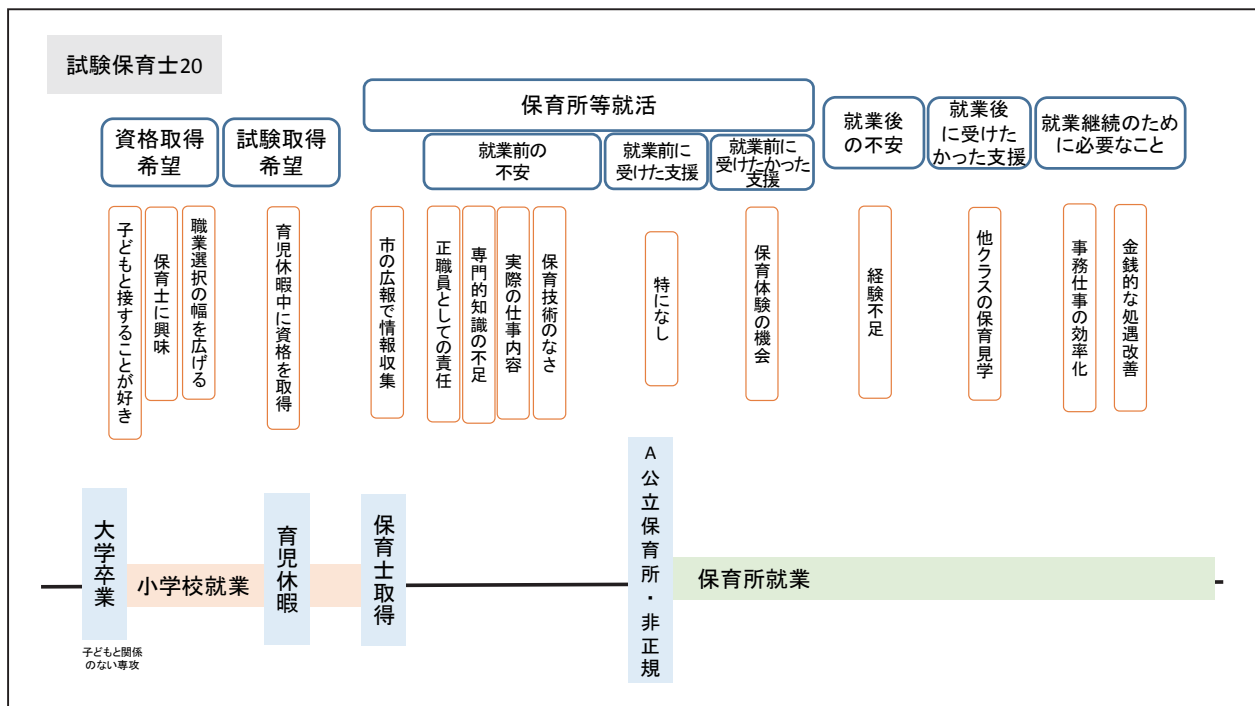 試験保育士20
保育所等就活
資格取得
希望
試験取得
希望
就業前の
不安
就業前に
受けた支援
就業前に
受けたかった
支援
就業後
の不安
就業後
に受けた
かった支援
就業継続のため
に必要なこと
子どもと接することが好き
保育士に興味
職業選択の幅を広げる
育児休暇中に資格を取得
市の広報で情報収集
正職員としての責任
専門的知識の不足
実際の仕事内容
保育技術のなさ
特になし
保育体験の機会
経験不足
他クラスの保育見学
事務仕事の効率化
金銭的な処遇改善
大学卒業
子どもと関係
のない専攻
小学校就業
育児休暇
保育士取得
A公立保育所・非正規
保育所就業